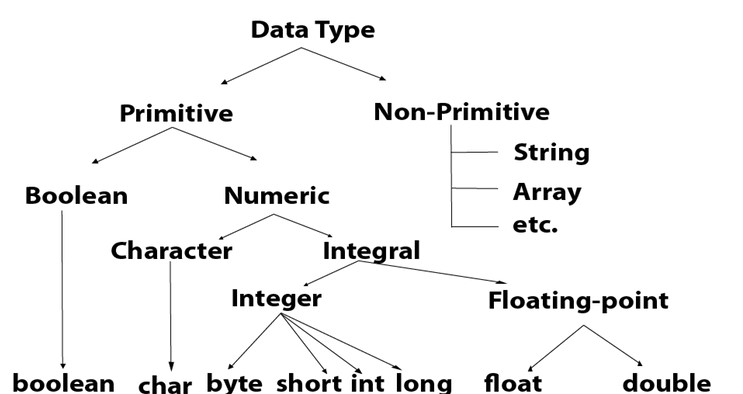 Data Type
Primitive
Non-Primitive
String
Array
etc.
Boolean
Numeric
Character
Integral
Integer
Floating-point
boolean char byte short int long float double